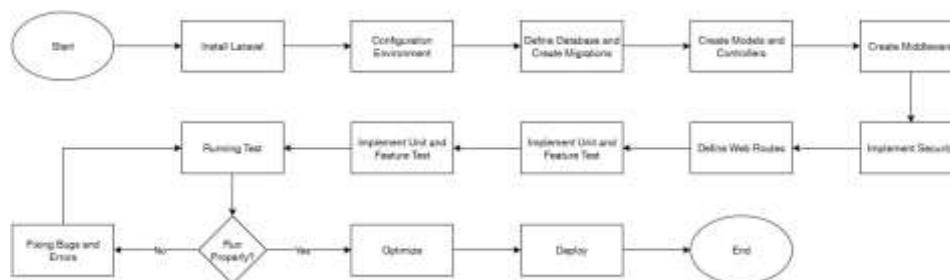 Start
Install Laravel
Configuration
Environment
Define Database and
Create Migrations
Create Models and
Controllers
Create Middleware
Running Test
Implement Unit and
Feature Test
Implement Unit and
Feature Test
Define Web Routes
Implement Security
Fixing Bugs and
Errors
No
Run
Properly?
Yes
Optimize
Deploy
End